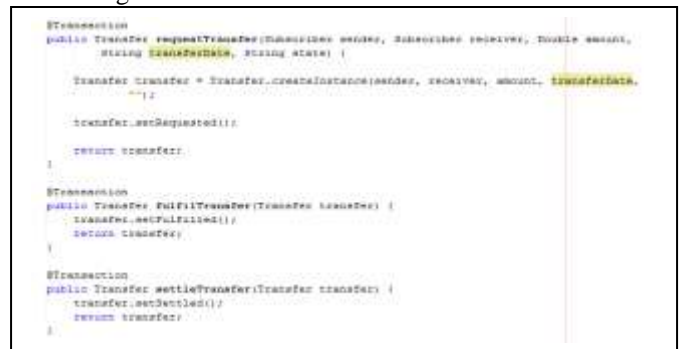 @Transaction
public Transfer requestTransfer(Subscriber sender, Subscriber receiver, Double amount,
String transferDate, String state) {
Transfer transfer = Transfer.createInstance(sender, receiver, amount, transferDate,
"");
transfer.setRequested();
return transfer;
}
@Transaction
public Transfer fulfilTransfer(Transfer transfer) {
transfer.setFulfilled();
return transfer;
}
@Transaction
public Transfer settleTransfer(Transfer transfer) {
transfer.setSettled();
return transfer;
}